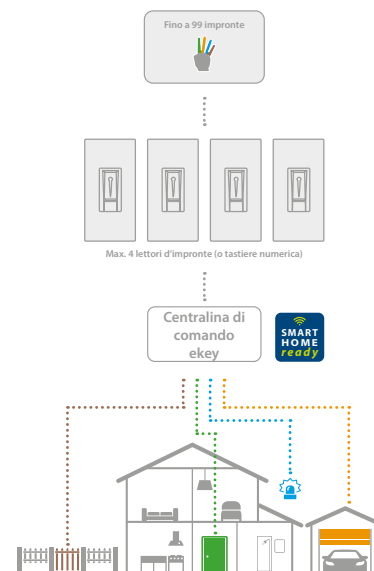 Fino a 99 impronte
Max. 4 lettori d'impronte (o tastiere numerica)
Centralina di
comando
ekey
SMART
HOME
ready